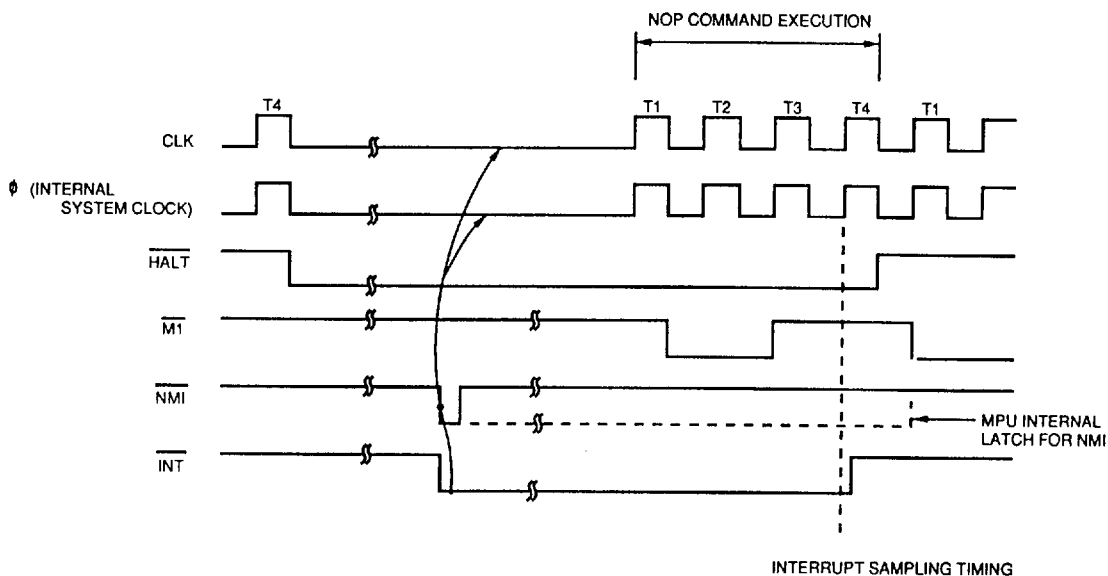 NOP COMMAND EXECUTION
T4 T1 T2 T3 T4 T1
CLK
ϕ (INTERNAL
SYSTEM CLOCK)
HALT
M1
NMI
MPU INTERNAL
LATCH FOR NMI
INT
INTERRUPT SAMPLING TIMING